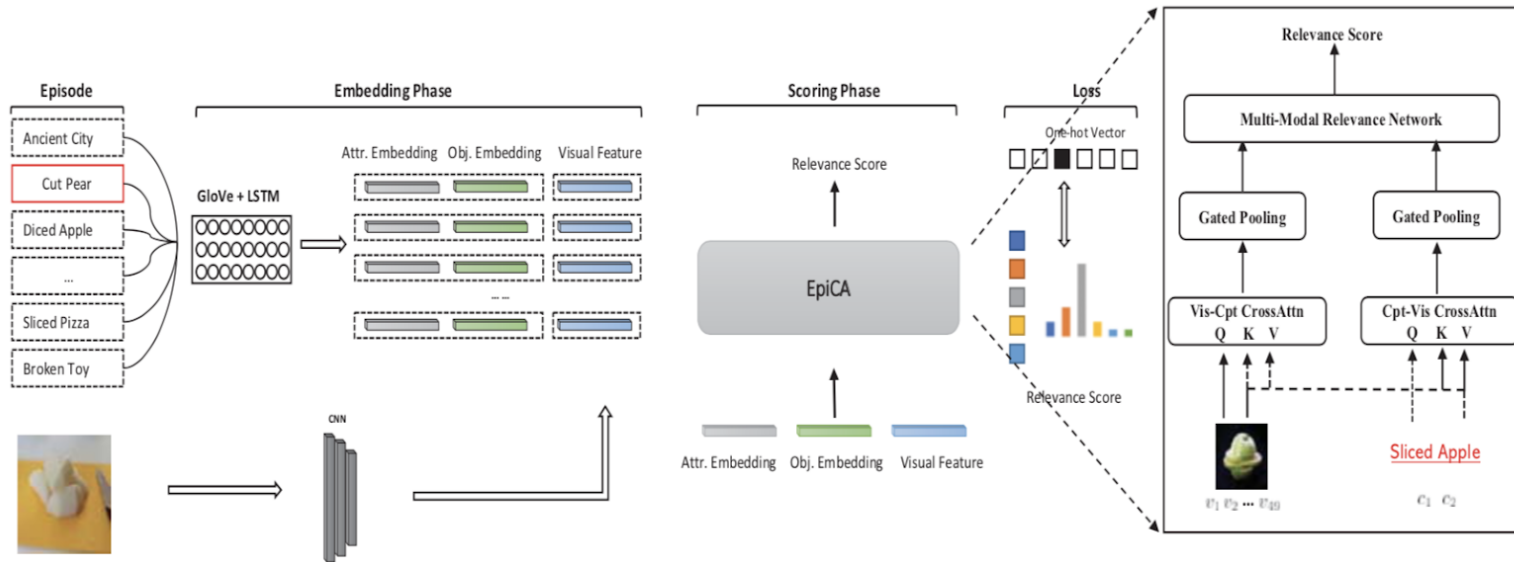 Episode
Ancient City
Cut Pear
Diced Apple
...
Sliced Pizza
Broken Toy
Embedding Phase
GloVe + LSTM
Attr. Embedding Obj. Embedding Visual Feature
... ...
CNN
Scoring Phase
Relevance Score
EpiCA
Attr. Embedding Obj. Embedding Visual Feature
Loss
One-hot Vector
Relevance Score
Relevance Score
Multi-Modal Relevance Network
Gated Pooling Gated Pooling
Vis-Cpt CrossAttn Cpt-Vis CrossAttn
Q K V Q K V
Sliced Apple
v₁ v₂ ... v₄₉ c₁ c₂